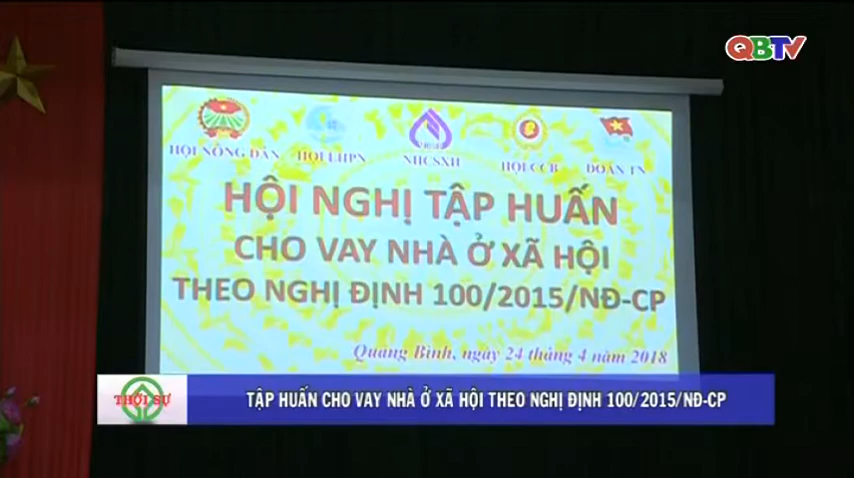 QBTV
HỘI NÔNG DÂN HỘI LHPN NHCSXH HỘI CCB ĐOÀN TN
HỘI NGHỊ TẬP HUẤN
CHO VAY NHÀ Ở XÃ HỘI
THEO NGHỊ ĐỊNH 100/2015/NĐ-CP
Quảng Bình, ngày 24 tháng 4 năm 2018
THỜI SỰ
TẬP HUẤN CHO VAY NHÀ Ở XÃ HỘI THEO NGHỊ ĐỊNH 100/2015/NĐ-CP